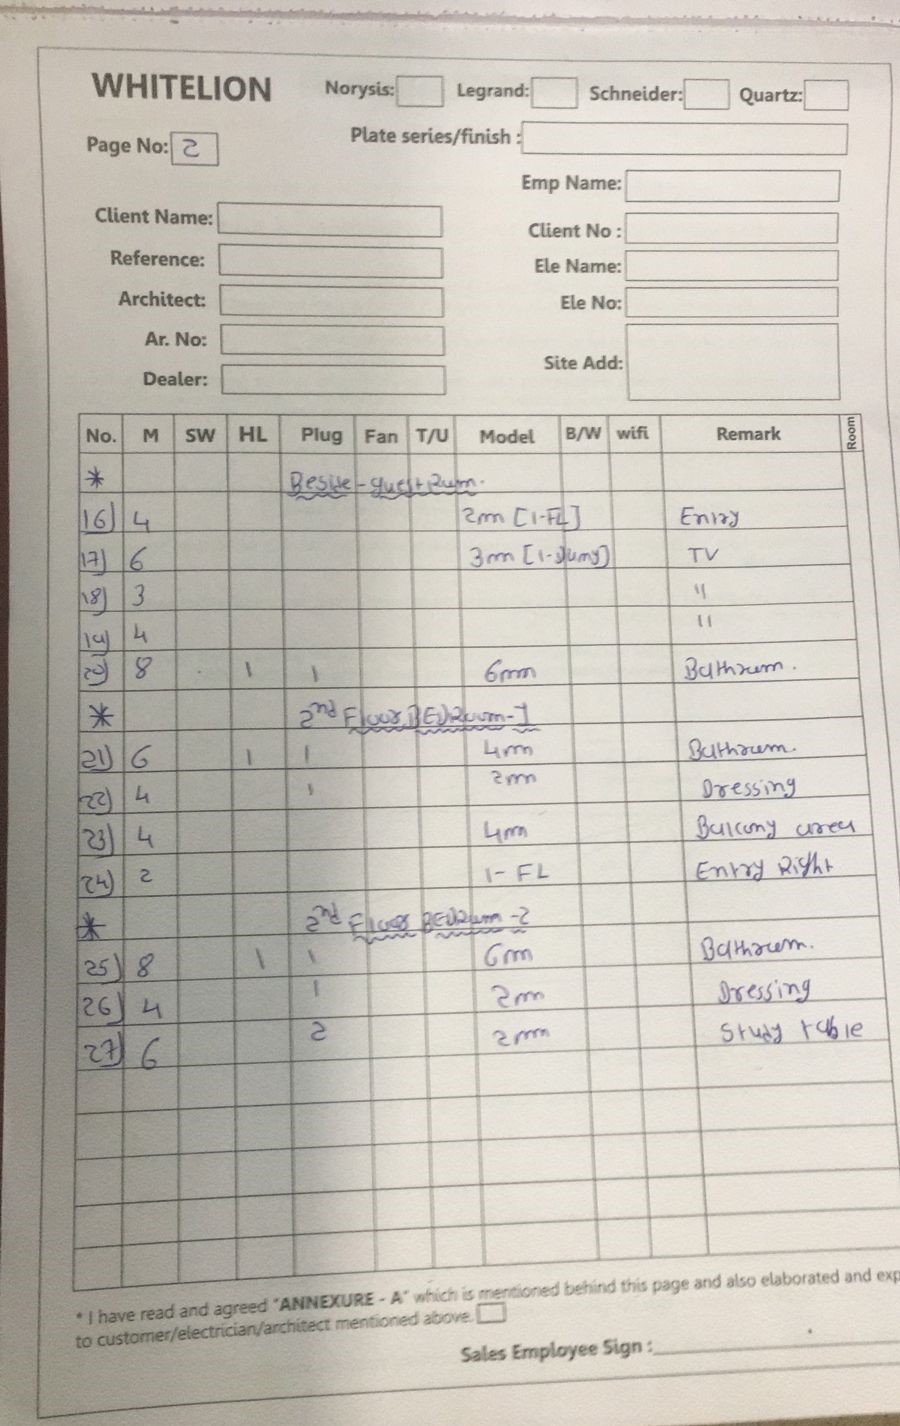 WHITELION Norysis: Legrand: Schneider: Quartz:
Page No: 2 Plate series/finish :
Emp Name:
Client Name: Client No :
Reference: Ele Name:
Architect: Ele No:
Ar. No: Site Add:
Dealer:
No. M SW HL Plug Fan T/U Model B/W wifi Remark Room
* Beside-guest Rum.
16) 4 2m [1-FL] Entry
17) 6 3m [1-Dumy] TV
18) 3 "
19) 4 "
20) 8 1 1 6m Bathrum.
* 2nd Floor BEDRoom-1
21) 6 1 1 4m Bathrum.
22) 4 1 2m Dressing
23) 4 4m Balcony area
24) 2 1-FL Entry Right
* 2nd Floor BEDRum-2
25) 8 1 1 6m Bathrum.
26) 4 1 2m Dressing
27) 6 2 2m Study table
* I have read and agreed "ANNEXURE - A" which is mentioned behind this page and also elaborated and exp
to customer/electrician/architect mentioned above.
Sales Employee Sign :